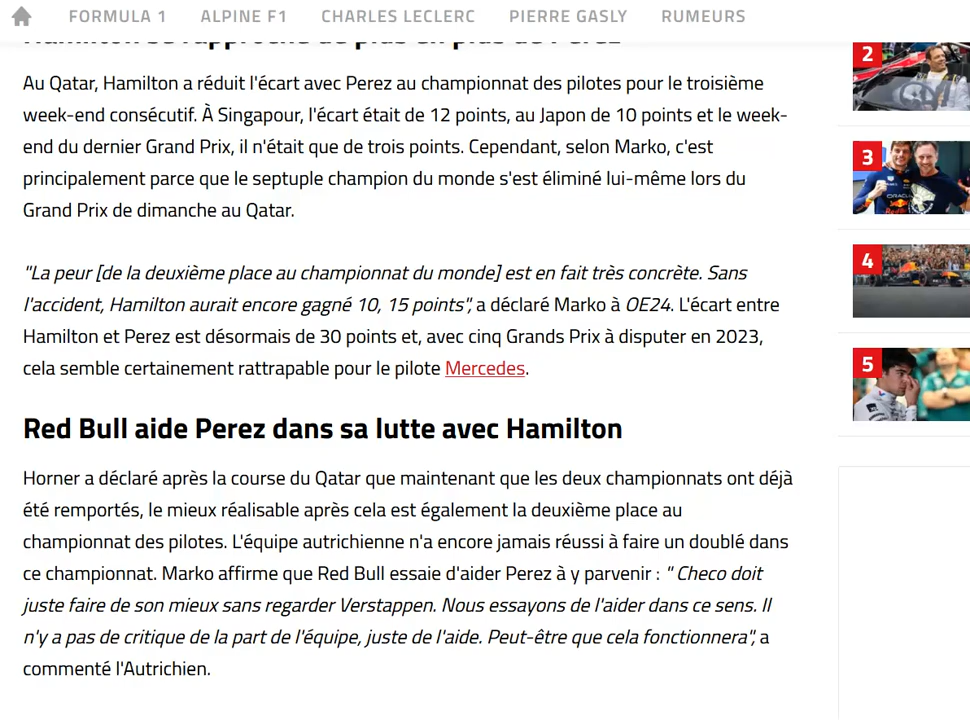 FORMULA 1 ALPINE F1 CHARLES LECLERC PIERRE GASLY RUMEURS
Hamilton se rapproche de plus en plus de Perez
Au Qatar, Hamilton a réduit l'écart avec Perez au championnat des pilotes pour le troisième
week-end consécutif. À Singapour, l'écart était de 12 points, au Japon de 10 points et le week-
end du dernier Grand Prix, il n'était que de trois points. Cependant, selon Marko, c'est
principalement parce que le septuple champion du monde s'est éliminé lui-même lors du
Grand Prix de dimanche au Qatar.
"La peur [de la deuxième place au championnat du monde] est en fait très concrète. Sans
l'accident, Hamilton aurait encore gagné 10, 15 points", a déclaré Marko à OE24. L'écart entre
Hamilton et Perez est désormais de 30 points et, avec cinq Grands Prix à disputer en 2023,
cela semble certainement rattrapable pour le pilote Mercedes.
Red Bull aide Perez dans sa lutte avec Hamilton
Horner a déclaré après la course du Qatar que maintenant que les deux championnats ont déjà
été remportés, le mieux réalisable après cela est également la deuxième place au
championnat des pilotes. L'équipe autrichienne n'a encore jamais réussi à faire un doublé dans
ce championnat. Marko affirme que Red Bull essaie d'aider Perez à y parvenir : " Checo doit
juste faire de son mieux sans regarder Verstappen. Nous essayons de l'aider dans ce sens. Il
n'y a pas de critique de la part de l'équipe, juste de l'aide. Peut-être que cela fonctionnera", a
commenté l'Autrichien.
2
3
4
5